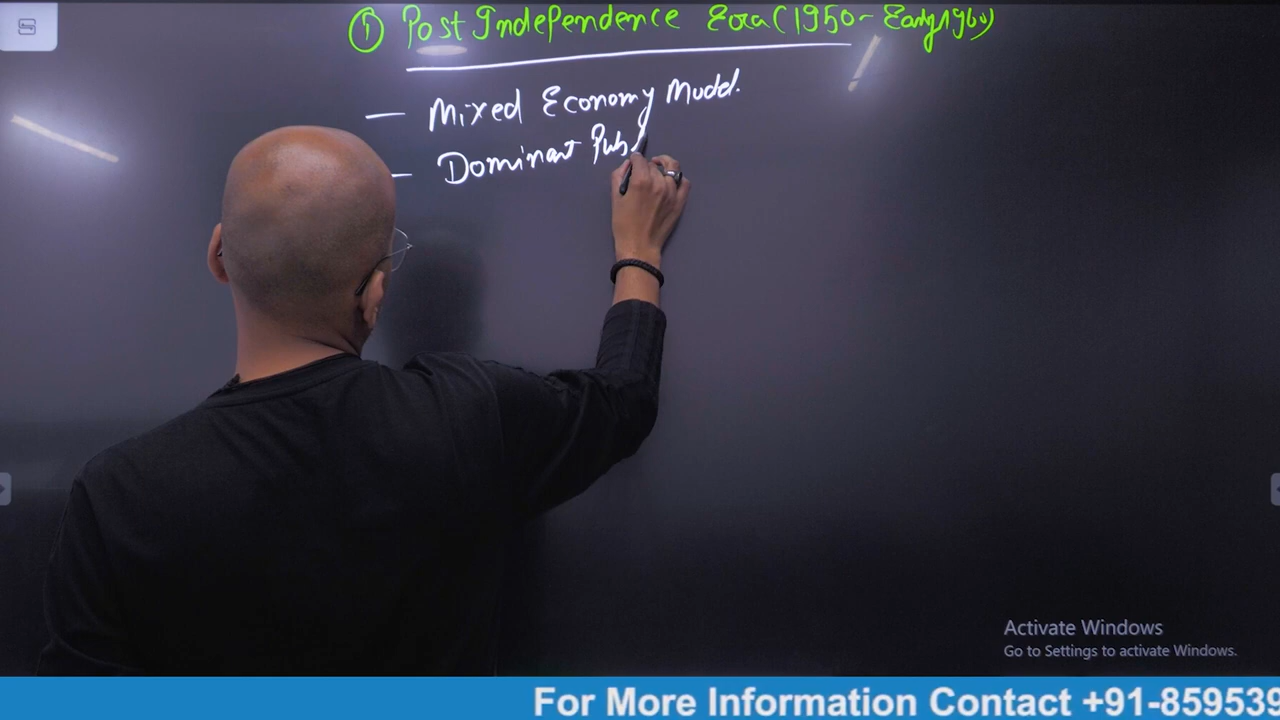 ① Post Independence Era (1950 - Early 1960)
— Mixed Economy Model.
— Dominant Pub
Activate Windows
Go to Settings to activate Windows.
For More Information Contact +91-859539